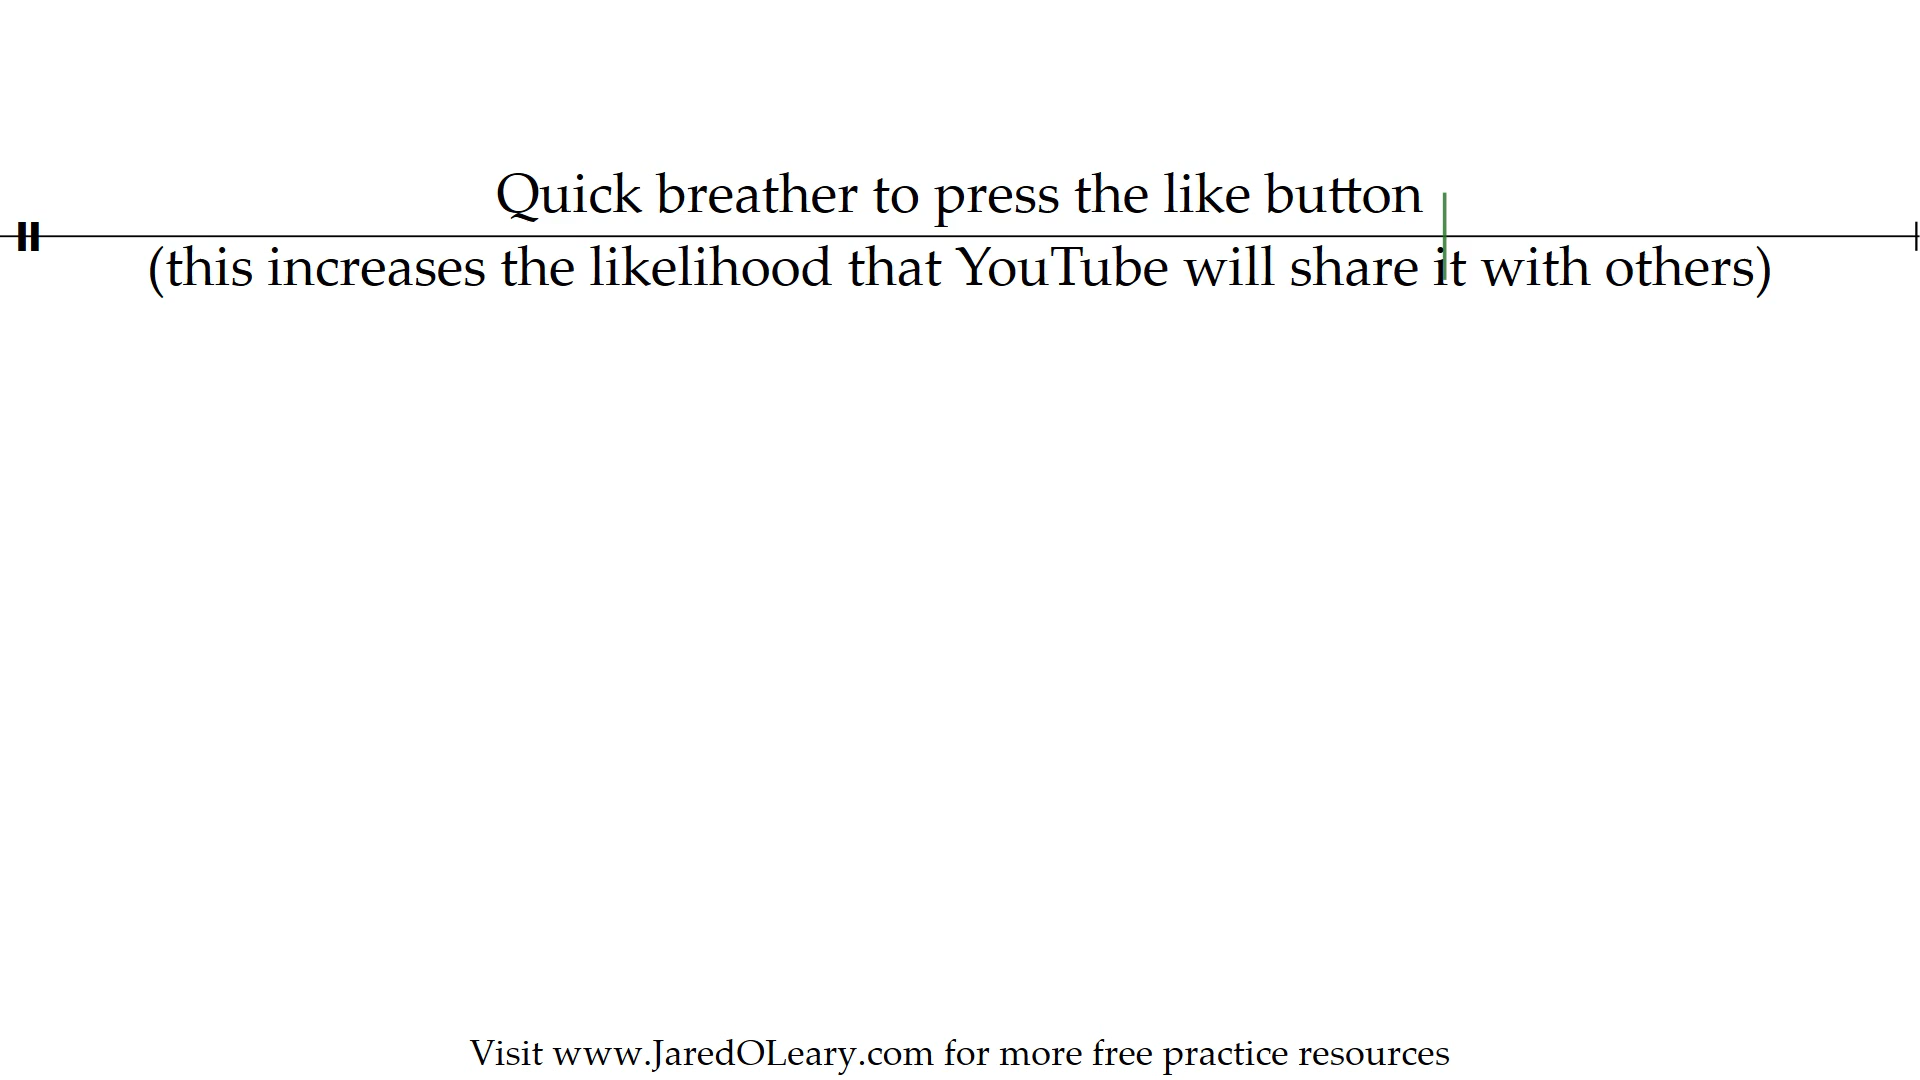 Quick breather to press the like button
(this increases the likelihood that YouTube will share it with others)
Visit www.JaredOLeary.com for more free practice resources